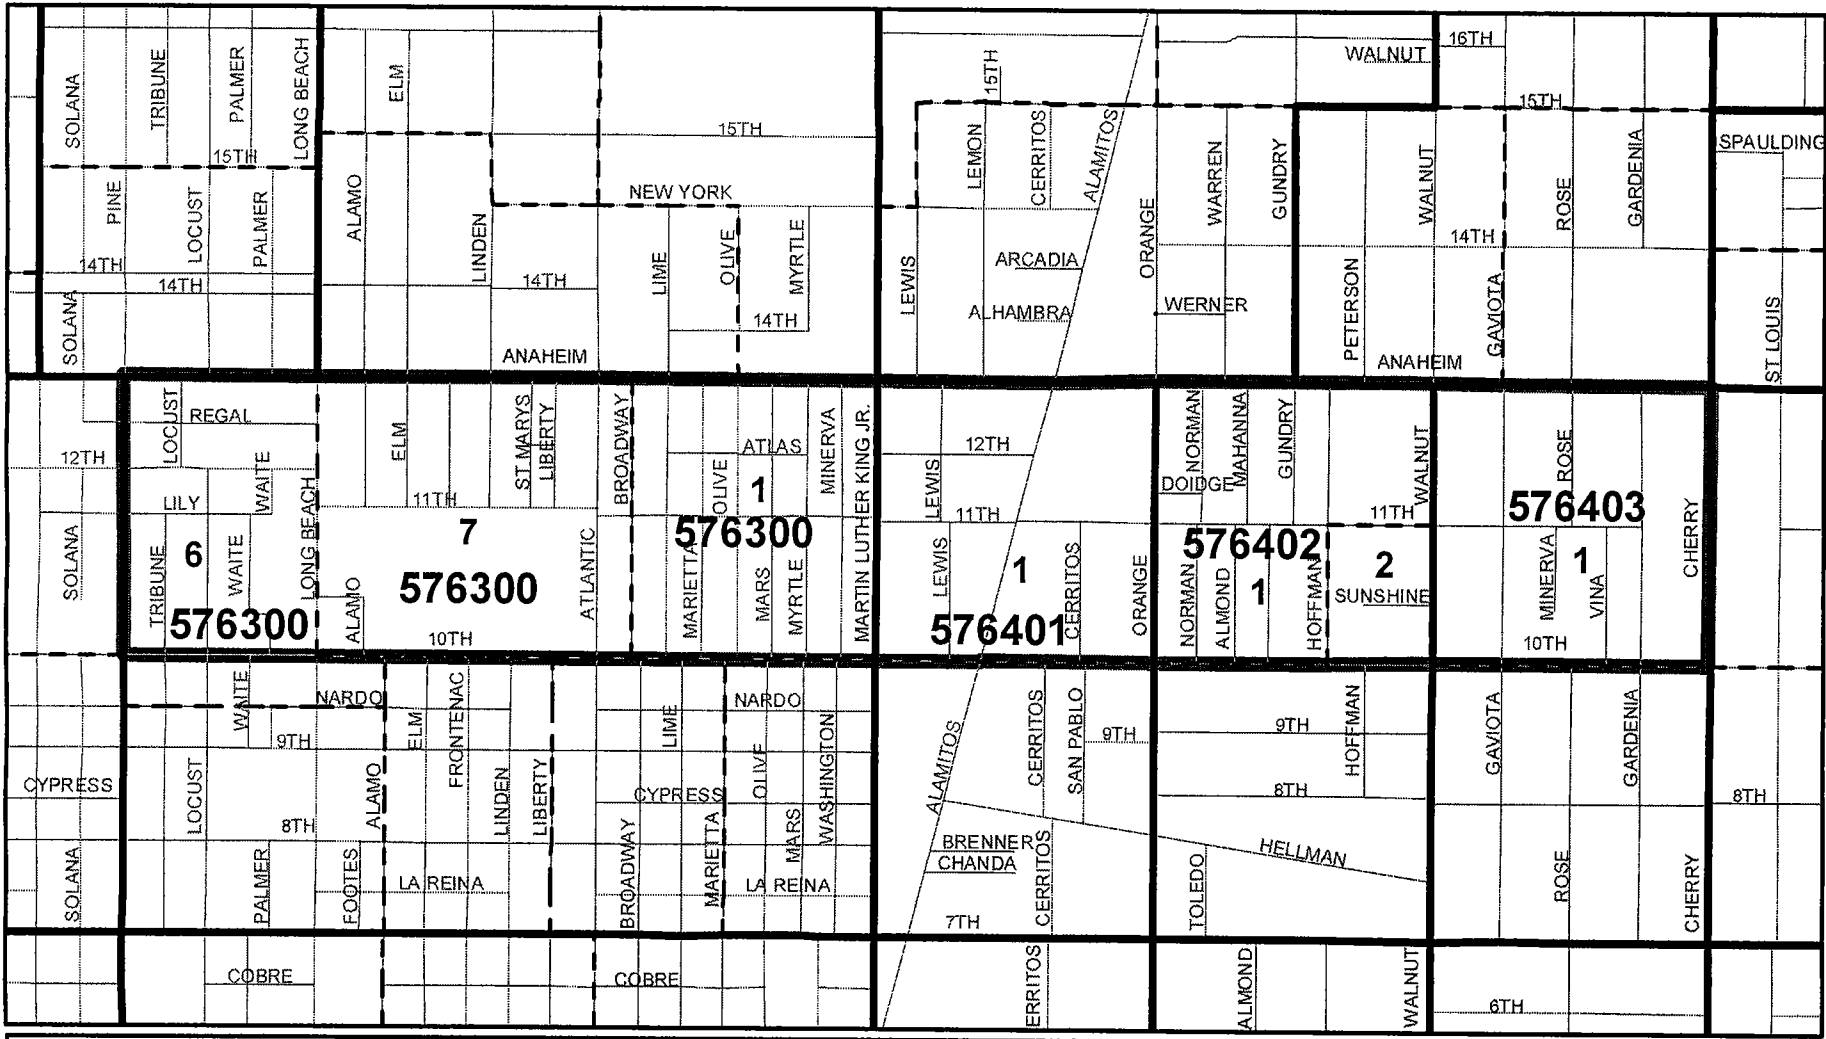 16TH
WALNUT
SOLANA
TRIBUNE
PALMER
LONG BEACH
ELM
15TH
15TH
15TH
15TH
SPAULDING
LEMON
CERRITOS
ALAMITOS
WARREN
GUNDRY
WALNUT
ROSE
GARDENIA
PINE
LOCUST
PALMER
ALAMO
LINDEN
NEW YORK
LIME
OLIVE
MYRTLE
LEWIS
ORANGE
14TH
14TH
14TH
14TH
14TH
ARCADIA
ALHAMBRA
WERNER
PETERSON
GAVIOTA
ST LOUIS
SOLANA
ANAHEIM
ANAHEIM
LOCUST
REGAL
12TH
WAITE
LILY
ELM
11TH
ST MARYS
LIBERTY
BROADWAY
ATLAS
OLIVE
MINERVA
MARTIN LUTHER KING JR.
12TH
LEWIS
11TH
NORMAN
MAHANNA
DOIDGE
GUNDRY
WALNUT
11TH
ROSE
CHERRY
SOLANA
TRIBUNE
6
576300
WAITE
LONG BEACH
ALAMO
7
576300
10TH
ATLANTIC
1
576300
MARIETTA
MARS
MYRTLE
LEWIS
1
576401
CERRITOS
ORANGE
576402
1
NORMAN
ALMOND
HOFFMAN
2
SUNSHINE
576403
1
MINERVA
VINA
10TH
WAITE
NARDO
9TH
ELM
FRONTENAC
LIME
NARDO
CERRITOS
SAN PABLO
9TH
9TH
HOFFMAN
GAVIOTA
GARDENIA
CYPRESS
LOCUST
8TH
ALAMO
LINDEN
LIBERTY
CYPRESS
OLIVE
WASHINGTON
ALAMITOS
8TH
8TH
SOLANA
PALMER
FOOTES
LA REINA
BROADWAY
MARIETTA
MARS
LA REINA
BRENNER
CHANDA
CERRITOS
7TH
HELLMAN
TOLEDO
ROSE
CHERRY
COBRE
COBRE
ERRITOS
ALMOND
WALNUT
6TH